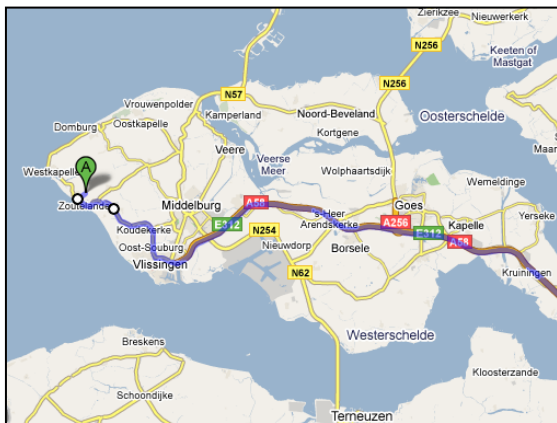 Zierikzee
Nieuwerkerk
N256
Keeten of
Mastgat
N57
N256
Oosterschelde
Vrouwenpolder
Kamperland
Noord-Beveland
Domburg
Oostkapelle
Kortgene
Veere
Veerse
Meer
Westkapelle
Wolphaartsdijk
Wemeldinge
A
Zoutelande
Middelburg
A58
Goes
Yerseke
's-Heer
Arendskerke
A256
Kapelle
E312
E312
Koudekerke
N254
A58
Oost-Souburg
Nieuwdorp
Borsele
Vlissingen
N62
Kruiningen
Westerschelde
Breskens
Kloosterzande
Schoondijke
Terneuzen